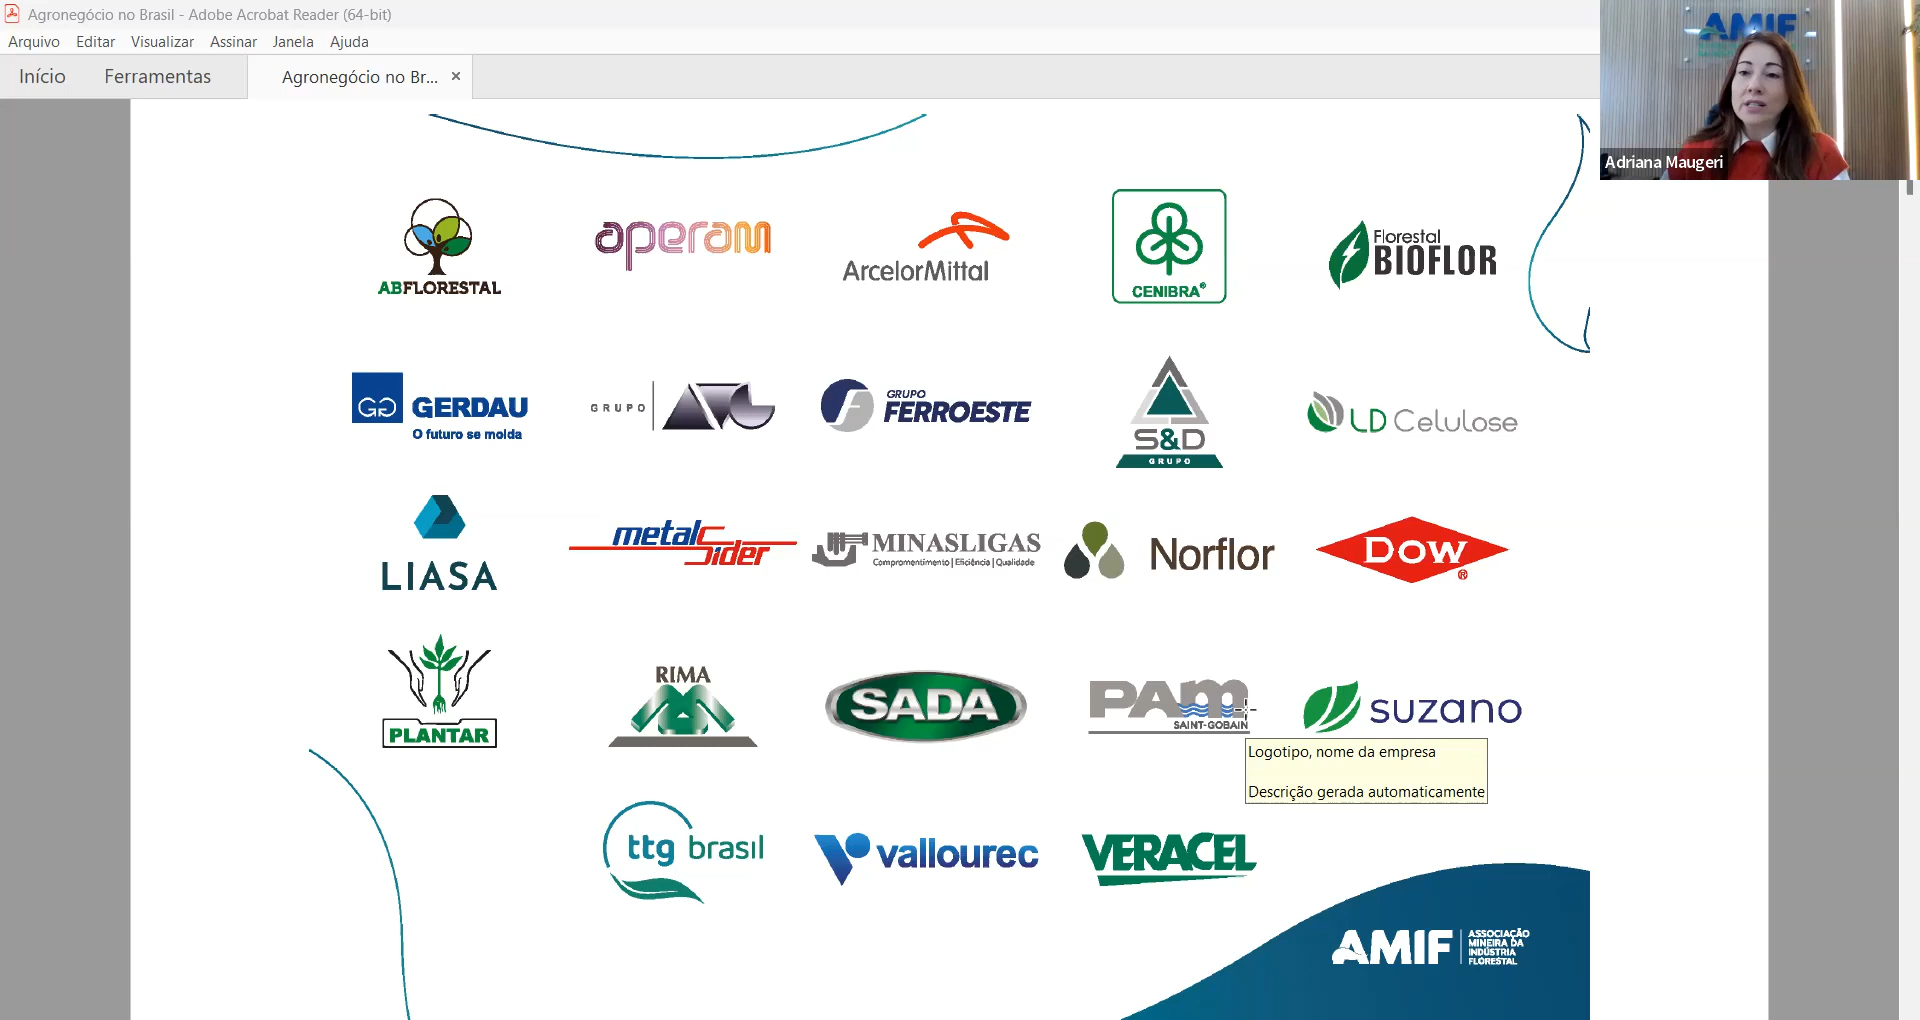 Agronegócio no Brasil - Adobe Acrobat Reader (64-bit)
Arquivo Editar Visualizar Assinar Janela Ajuda
Início Ferramentas Agronegócio no Br... ×
AMIF
Adriana Maugeri
ABFLORESTAL
aperam
ArcelorMittal
CENIBRA®
Florestal
BIOFLOR
GERDAU
O futuro se molda
GRUPO AVG
GRUPO
FERROESTE
S&D
GRUPO
LD Celulose
LIASA
metalsider
MINASLIGAS
Comprometimento | Eficiência | Qualidade
Norflor
DOW
®
PLANTAR
RIMA
SADA
PAM
SAINT-GOBAIN
suzano
Logotipo, nome da empresa
Descrição gerada automaticamente
ttg brasil
vallourec
VERACEL
AMIF
ASSOCIAÇÃO
MINEIRA DA
INDÚSTRIA
FLORESTAL